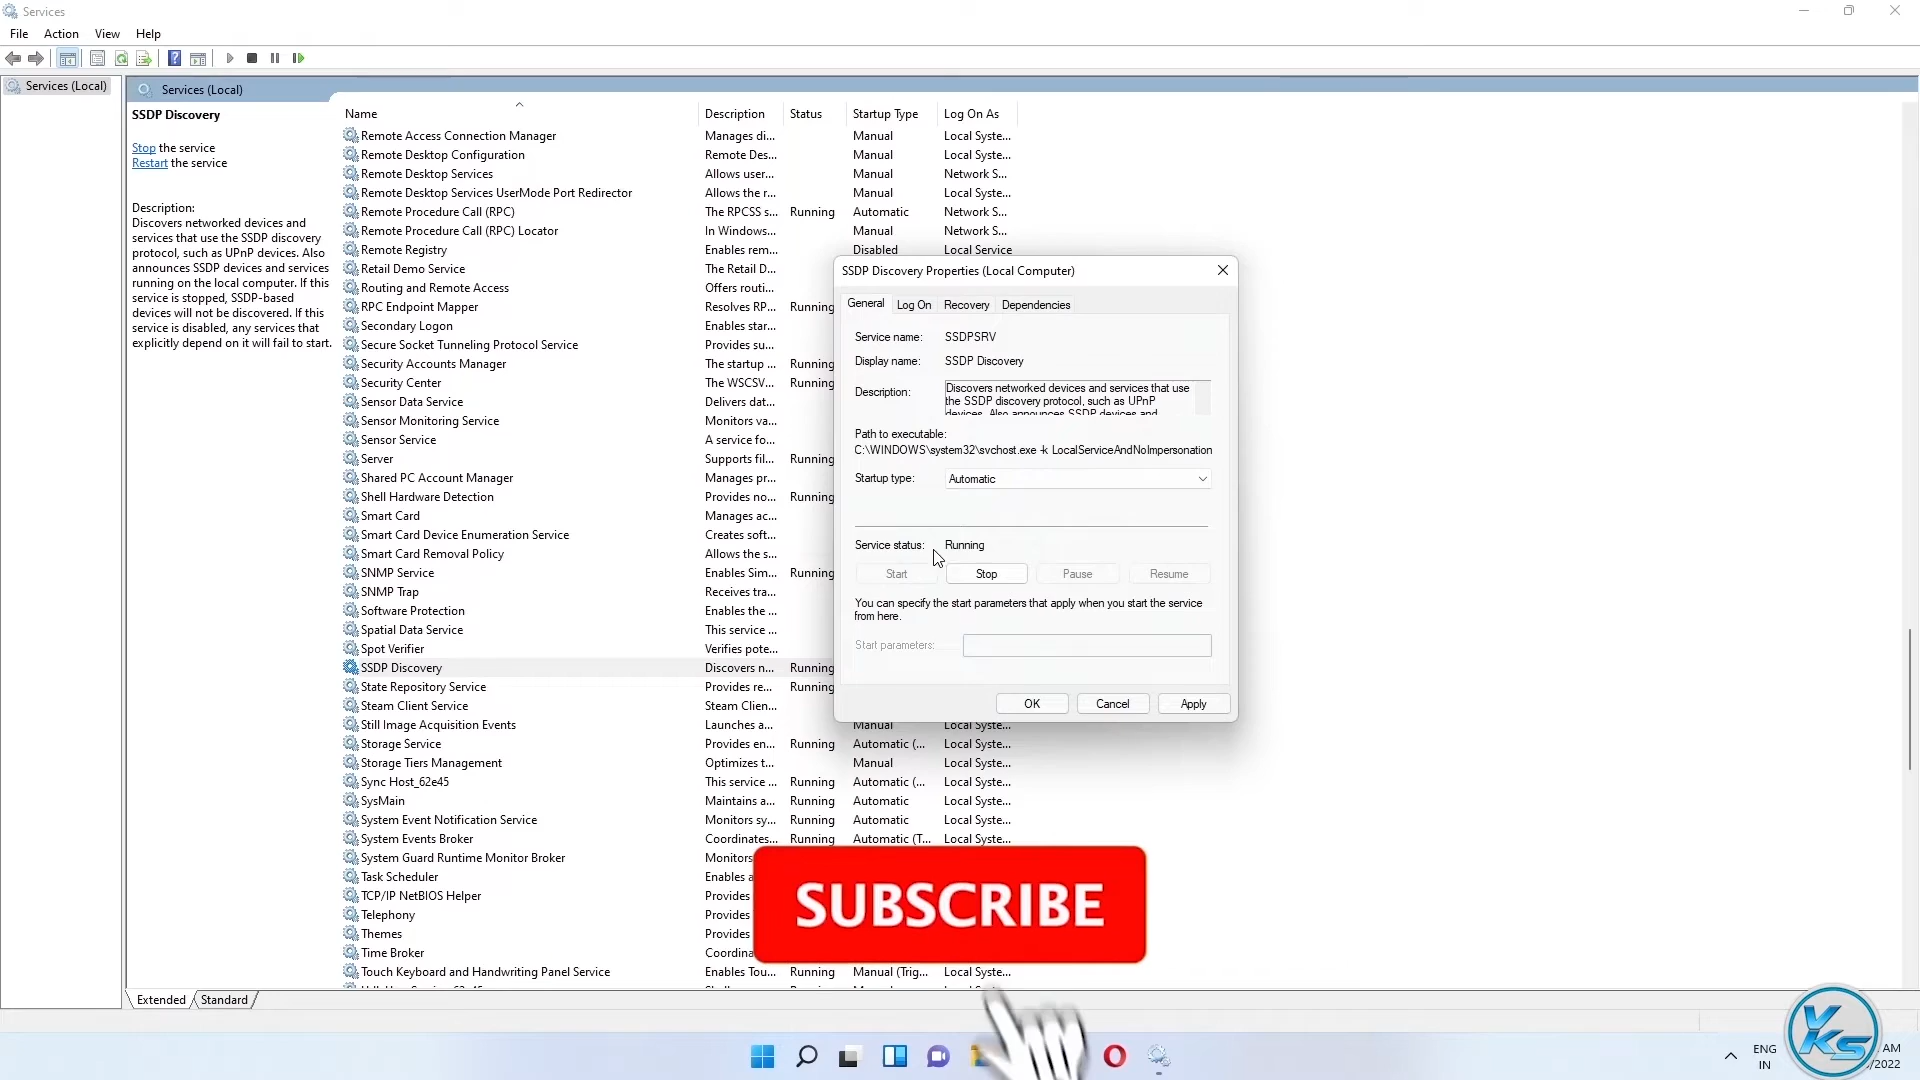 Services
File Action View Help
Services (Local)
Services (Local)
SSDP Discovery
Stop the service
Restart the service
Description:
Discovers networked devices and
services that use the SSDP discovery
protocol, such as UPnP devices. Also
announces SSDP devices and services
running on the local computer. If this
service is stopped, SSDP-based
devices will not be discovered. If this
service is disabled, any services that
explicitly depend on it will fail to start.
Name Description Status Startup Type Log On As
Remote Access Connection Manager Manages di... Manual Local Syste...
Remote Desktop Configuration Remote Des... Manual Local Syste...
Remote Desktop Services Allows user... Manual Network S...
Remote Desktop Services UserMode Port Redirector Allows the r... Manual Local Syste...
Remote Procedure Call (RPC) The RPCSS s... Running Automatic Network S...
Remote Procedure Call (RPC) Locator In Windows... Manual Network S...
Remote Registry Enables rem... Disabled Local Service
Retail Demo Service The Retail D...
Routing and Remote Access Offers routi...
RPC Endpoint Mapper Resolves RP... Running
Secondary Logon Enables star...
Secure Socket Tunneling Protocol Service Provides su...
Security Accounts Manager The startup ... Running
Security Center The WSCSV... Running
Sensor Data Service Delivers dat...
Sensor Monitoring Service Monitors va...
Sensor Service A service fo...
Server Supports fil... Running
Shared PC Account Manager Manages pr...
Shell Hardware Detection Provides no... Running
Smart Card Manages ac...
Smart Card Device Enumeration Service Creates soft...
Smart Card Removal Policy Allows the s...
SNMP Service Enables Sim... Running
SNMP Trap Receives tra...
Software Protection Enables the ...
Spatial Data Service This service ...
Spot Verifier Verifies pote...
SSDP Discovery Discovers n... Running
State Repository Service Provides re... Running
Steam Client Service Steam Clien...
Still Image Acquisition Events Launches a... Manual Local Syste...
Storage Service Provides en... Running Automatic (... Local Syste...
Storage Tiers Management Optimizes t... Manual Local Syste...
Sync Host_62e45 This service ... Running Automatic (... Local Syste...
SysMain Maintains a... Running Automatic Local Syste...
System Event Notification Service Monitors sy... Running Automatic Local Syste...
System Events Broker Coordinates... Running Automatic (T... Local Syste...
System Guard Runtime Monitor Broker Monitors
Task Scheduler Enables a
TCP/IP NetBIOS Helper Provides
Telephony Provides
Themes Provides
Time Broker Coordina
Touch Keyboard and Handwriting Panel Service Enables Tou... Running Manual (Trig... Local Syste...
SSDP Discovery Properties (Local Computer)
General Log On Recovery Dependencies
Service name: SSDPSRV
Display name: SSDP Discovery
Description: Discovers networked devices and services that use
the SSDP discovery protocol, such as UPnP
devices. Also announces SSDP devices and
Path to executable:
C:\WINDOWS\system32\svchost.exe -k LocalServiceAndNoImpersonation
Startup type: Automatic
Service status: Running
Start Stop Pause Resume
You can specify the start parameters that apply when you start the service
from here.
Start parameters:
OK Cancel Apply
SUBSCRIBE
Extended Standard
ENG
IN
AM
/2022
YKS